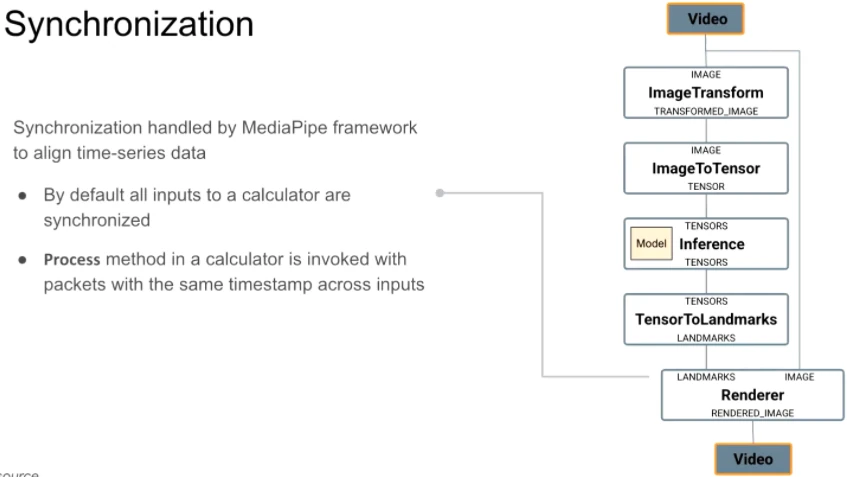 Synchronization
Synchronization handled by MediaPipe framework
to align time-series data
● By default all inputs to a calculator are
synchronized
● Process method in a calculator is invoked with
packets with the same timestamp across inputs
Video
IMAGE
ImageTransform
TRANSFORMED_IMAGE
IMAGE
ImageToTensor
TENSOR
TENSORS
Model Inference
TENSORS
TENSORS
TensorToLandmarks
LANDMARKS
LANDMARKS IMAGE
Renderer
RENDERED_IMAGE
Video